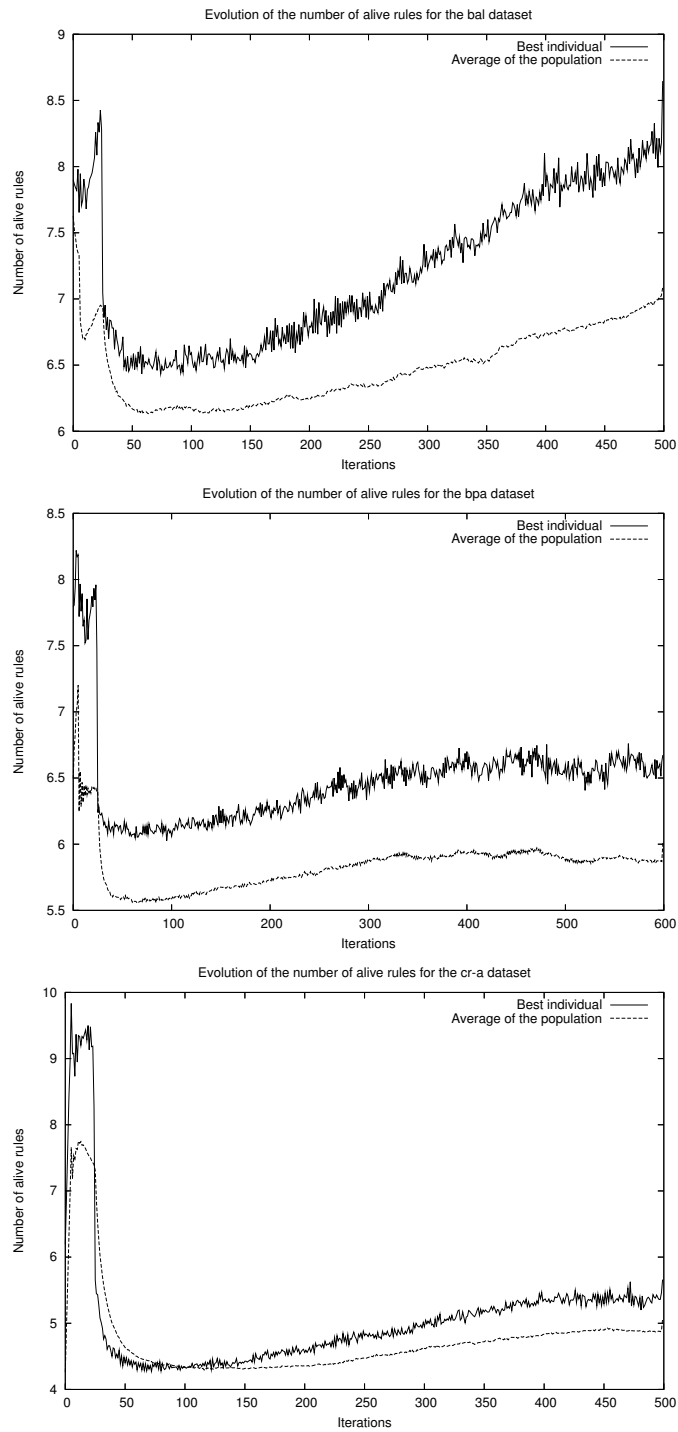 Evolution of the number of alive rules for the bal dataset
9
8.5
8
7.5
7
6.5
6
Number of alive rules
Best individual
Average of the population
0 50 100 150 200 250 300 350 400 450 500
Iterations
Evolution of the number of alive rules for the bpa dataset
8.5
8
7.5
7
6.5
6
5.5
Number of alive rules
Best individual
Average of the population
0 100 200 300 400 500 600
Iterations
Evolution of the number of alive rules for the cr-a dataset
10
9
8
7
6
5
4
Number of alive rules
Best individual
Average of the population
0 50 100 150 200 250 300 350 400 450 500
Iterations